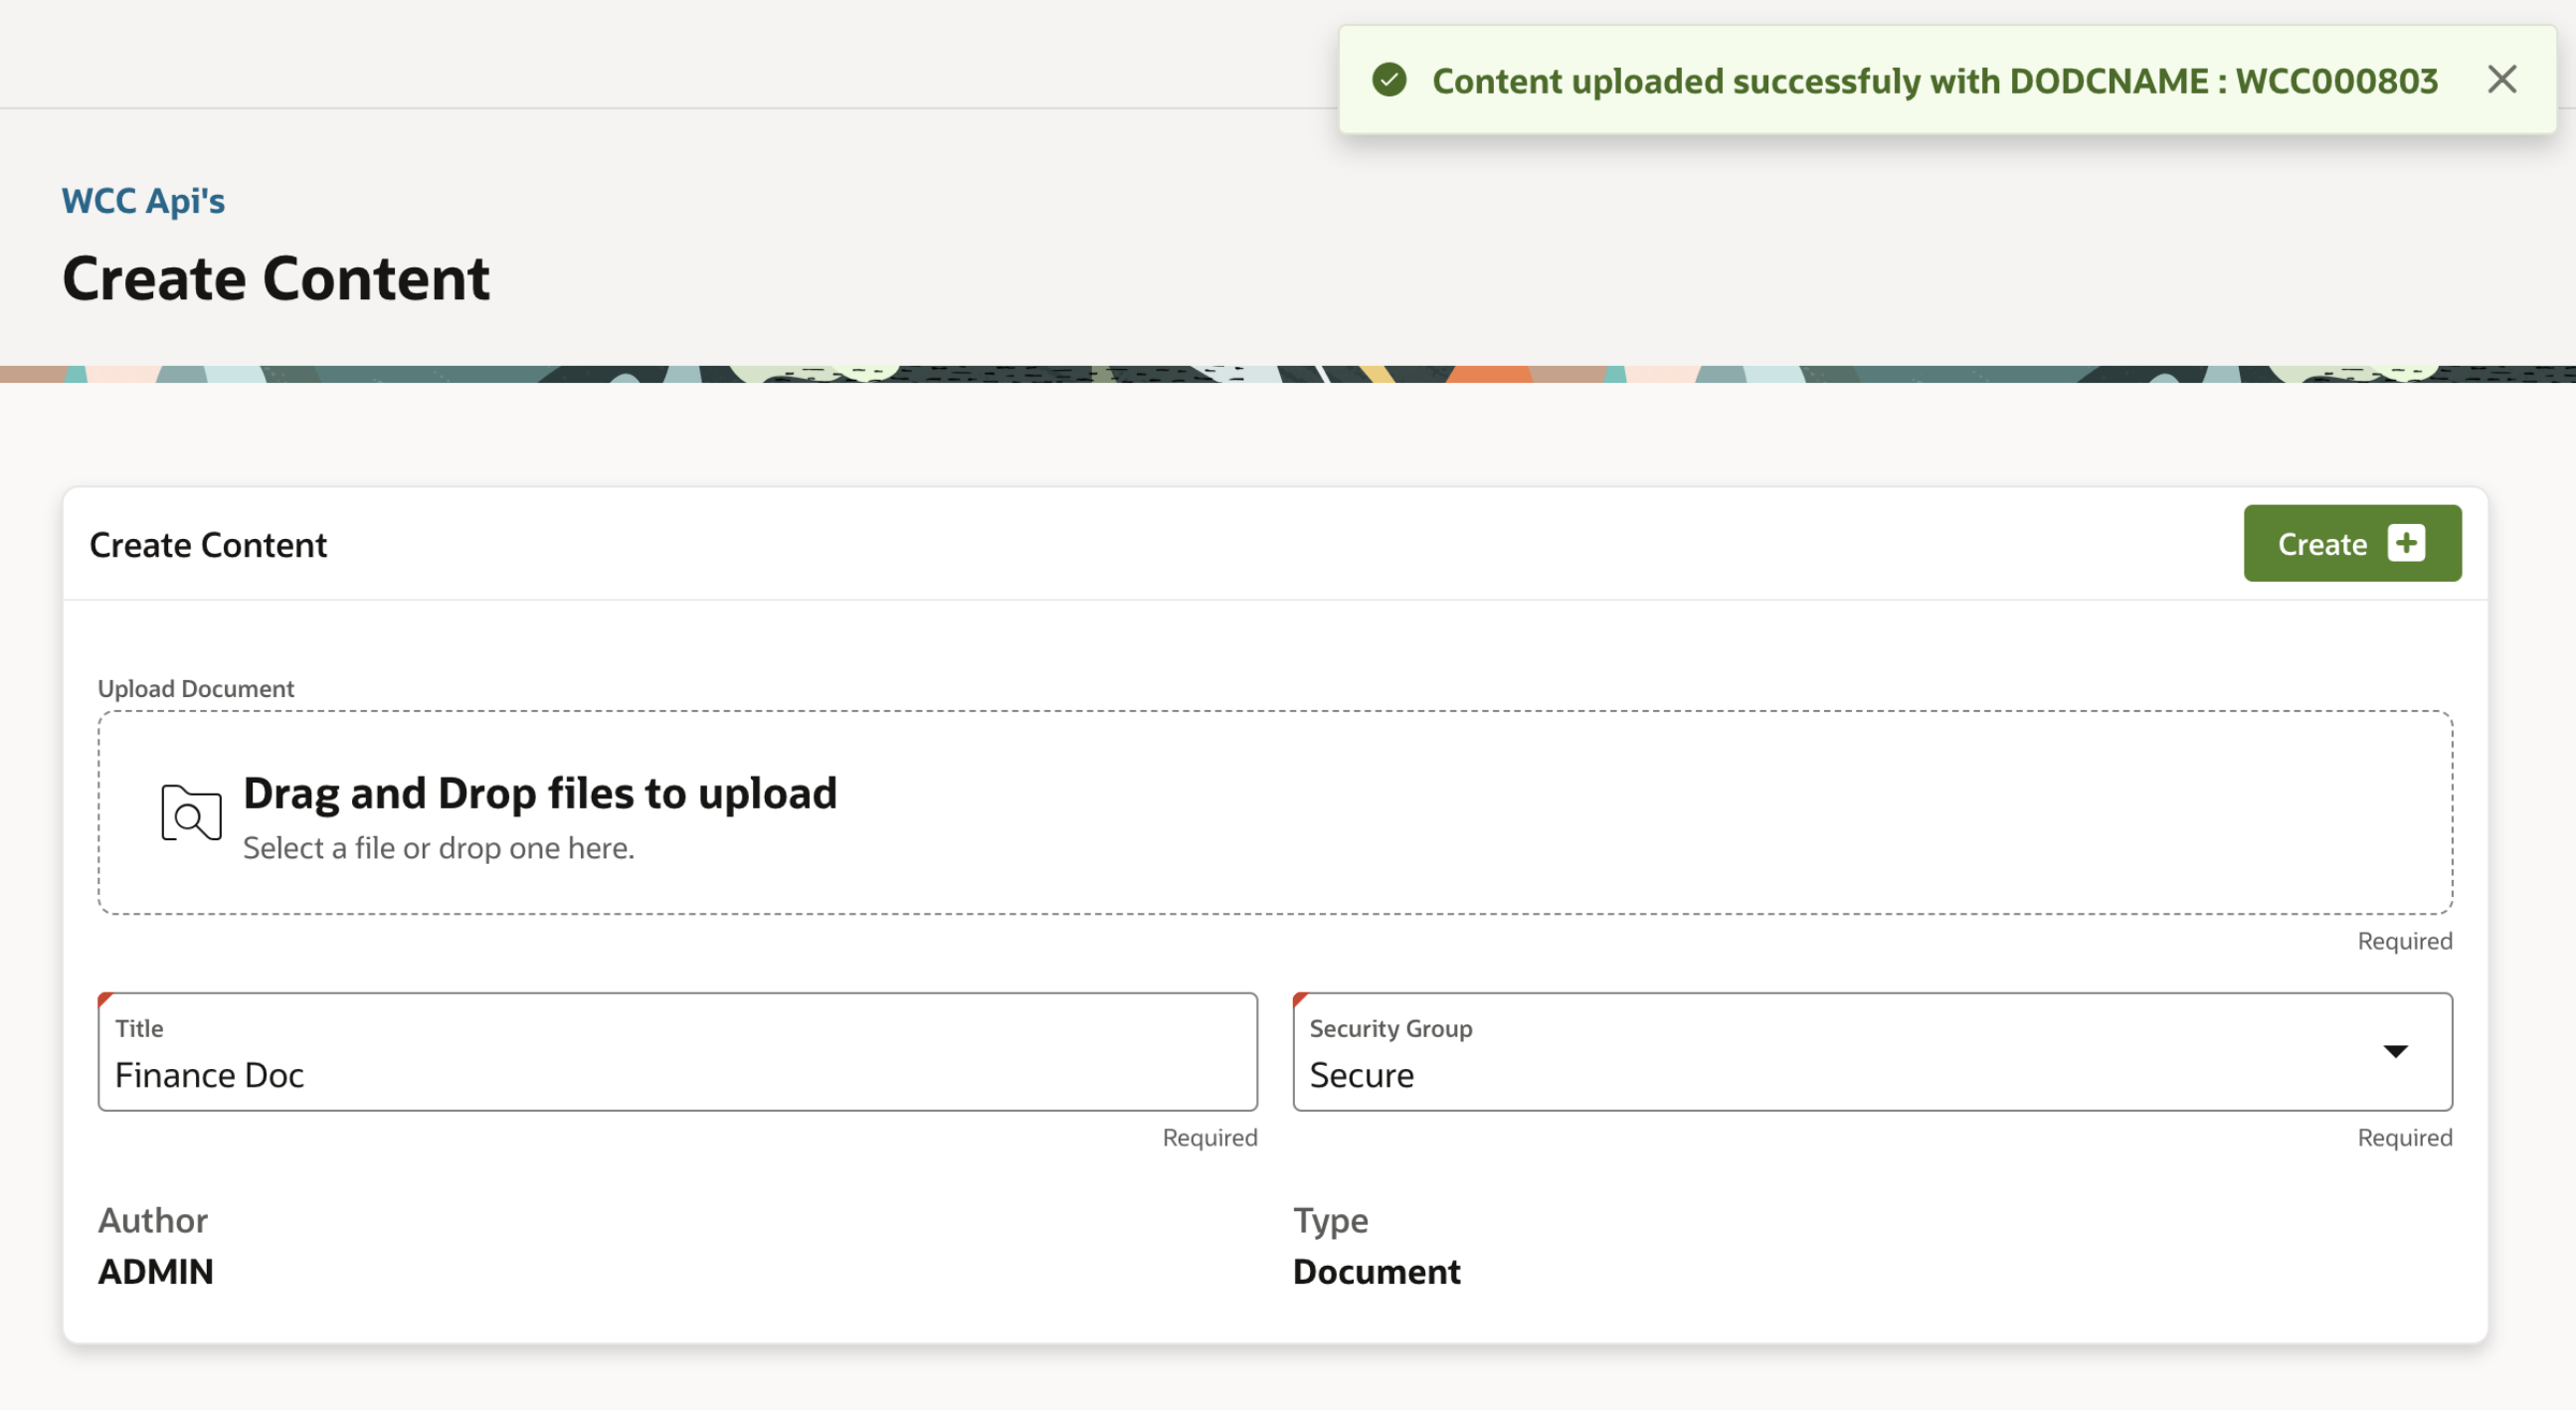 Content uploaded successfuly with DODCNAME : WCC000803
WCC Api's
Create Content
Create Content
Create
Upload Document
Drag and Drop files to upload
Select a file or drop one here.
Required
Title
Finance Doc
Required
Security Group
Secure
Required
Author
ADMIN
Type
Document